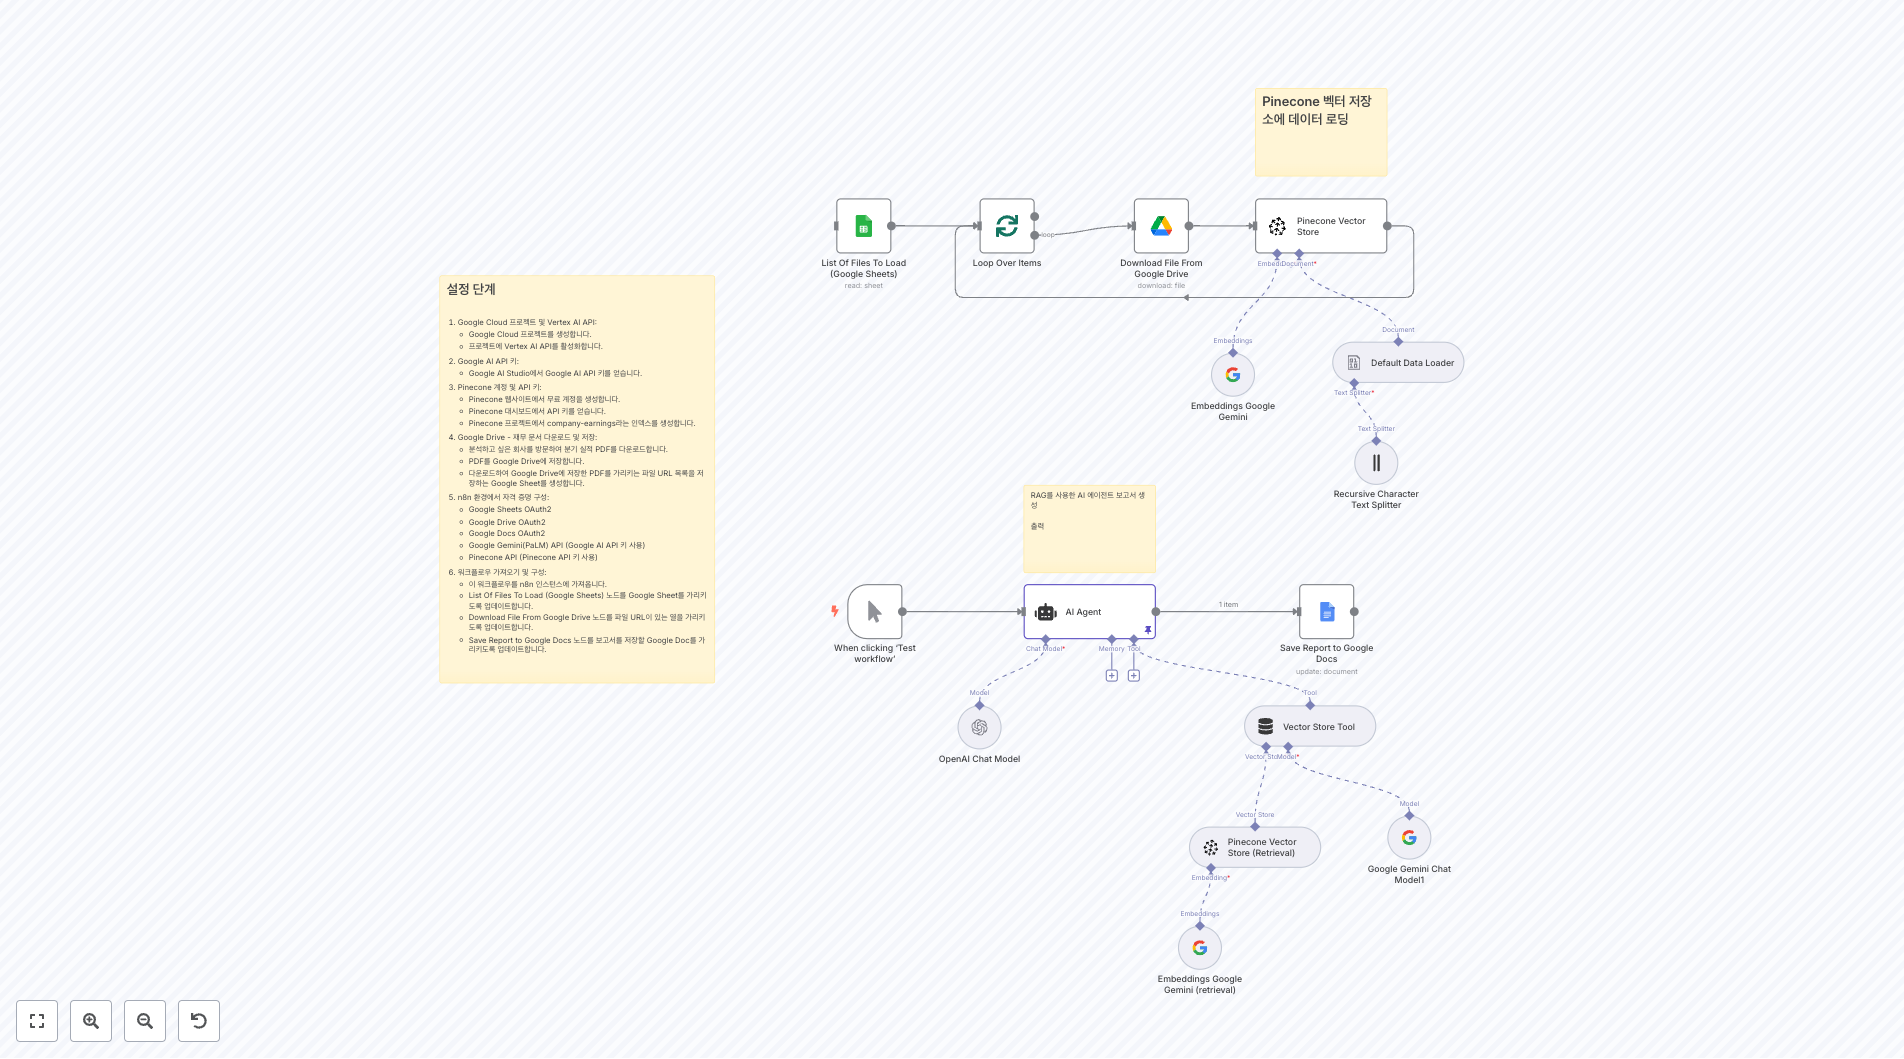 Pinecone 벡터 저장
소에 데이터 로딩
List Of Files To Load
(Google Sheets)
read: sheet
Loop Over Items
loop
Download File From
Google Drive
download: file
Pinecone Vector
Store
Document*
Embeddings
Embeddings Google
Gemini
Document
Default Data Loader
Text Splitter*
Text Splitter
Recursive Character
Text Splitter
설정 단계
1. Google Cloud 프로젝트 및 Vertex AI API:
Google Cloud 프로젝트를 생성합니다.
프로젝트에 Vertex AI API를 활성화합니다.
2. Google AI API 키:
Google AI Studio에서 Google AI API 키를 얻습니다.
3. Pinecone 계정 및 API 키:
Pinecone 웹사이트에서 무료 계정을 생성합니다.
Pinecone 대시보드에서 API 키를 얻습니다.
Pinecone 프로젝트에서 company-earnings라는 인덱스를 생성합니다.
4. Google Drive - 재무 문서 다운로드 및 저장:
분석하고 싶은 회사를 방문하여 분기 실적 PDF를 다운로드합니다.
PDF를 Google Drive에 저장합니다.
다운로드하여 Google Drive에 저장한 PDF를 가리키는 파일 URL 목록을 저
장하는 Google Sheet를 생성합니다.
5. n8n 환경에서 자격 증명 구성:
Google Sheets OAuth2
Google Drive OAuth2
Google Docs OAuth2
Google Gemini(PaLM) API (Google AI API 키 사용)
Pinecone API (Pinecone API 키 사용)
6. 워크플로우 가져오기 및 구성:
이 워크플로우를 n8n 인스턴스에 가져옵니다.
List Of Files To Load (Google Sheets) 노드를 Google Sheet를 가리키
도록 업데이트합니다.
Download File From Google Drive 노드를 파일 URL이 있는 열을 가리키
도록 업데이트합니다.
Save Report to Google Docs 노드를 보고서를 저장할 Google Doc를 가
리키도록 업데이트합니다.
RAG를 사용한 AI 에이전트 보고서 생
성
출력
When clicking 'Test
workflow'
AI Agent
Chat Model*
Memory
Tool
1 item
Save Report to Google
Docs
update: document
Model
OpenAI Chat Model
Tool
Vector Store Tool
Model*
Vector Store
Pinecone Vector
Store (Retrieval)
Embedding*
Model
Google Gemini Chat
Model1
Embeddings
Embeddings Google
Gemini (retrieval)